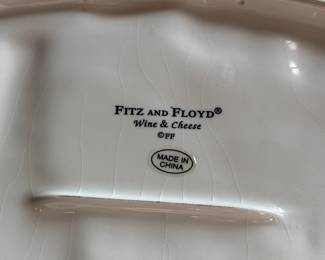 FITZ AND FLOYD®
Wine & Cheese
©FF
MADE IN
CHINA